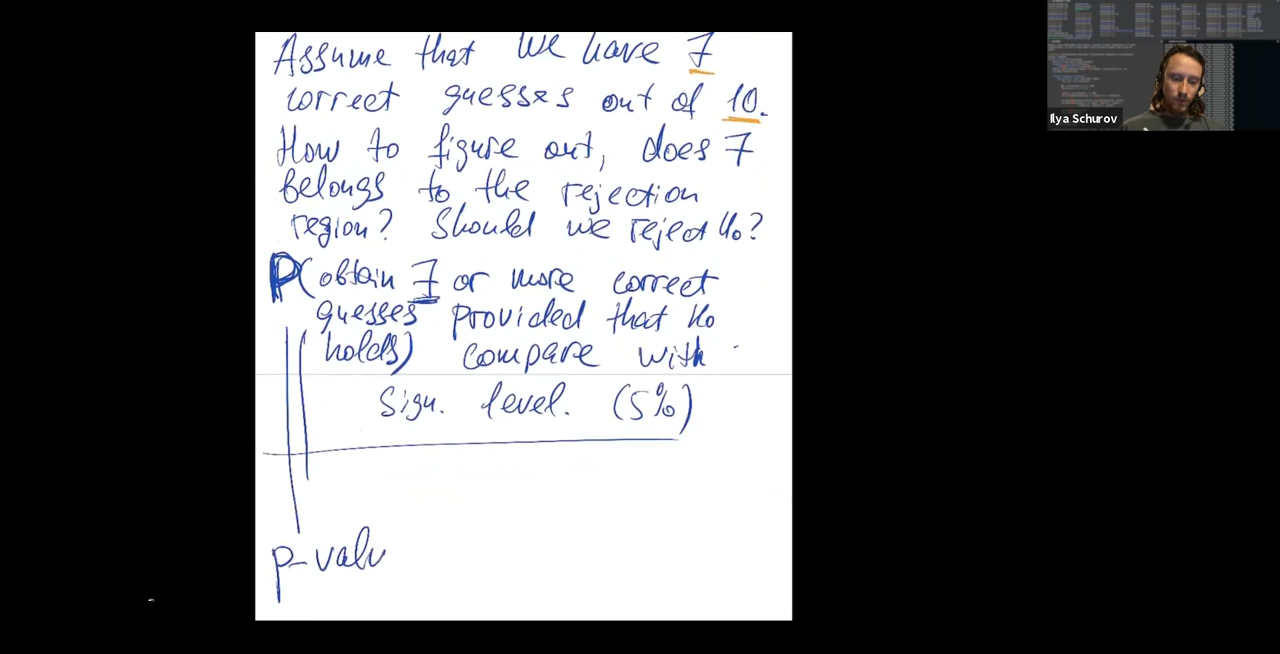 Assume that we have 7
correct guesses out of 10.
How to figure out, does 7
belongs to the rejection
region? Should we reject H₀?
P(obtain 7 or more correct
guesses provided that H₀
holds) compare with
sign. level. (5%)
p-valu
Ilya Schurov